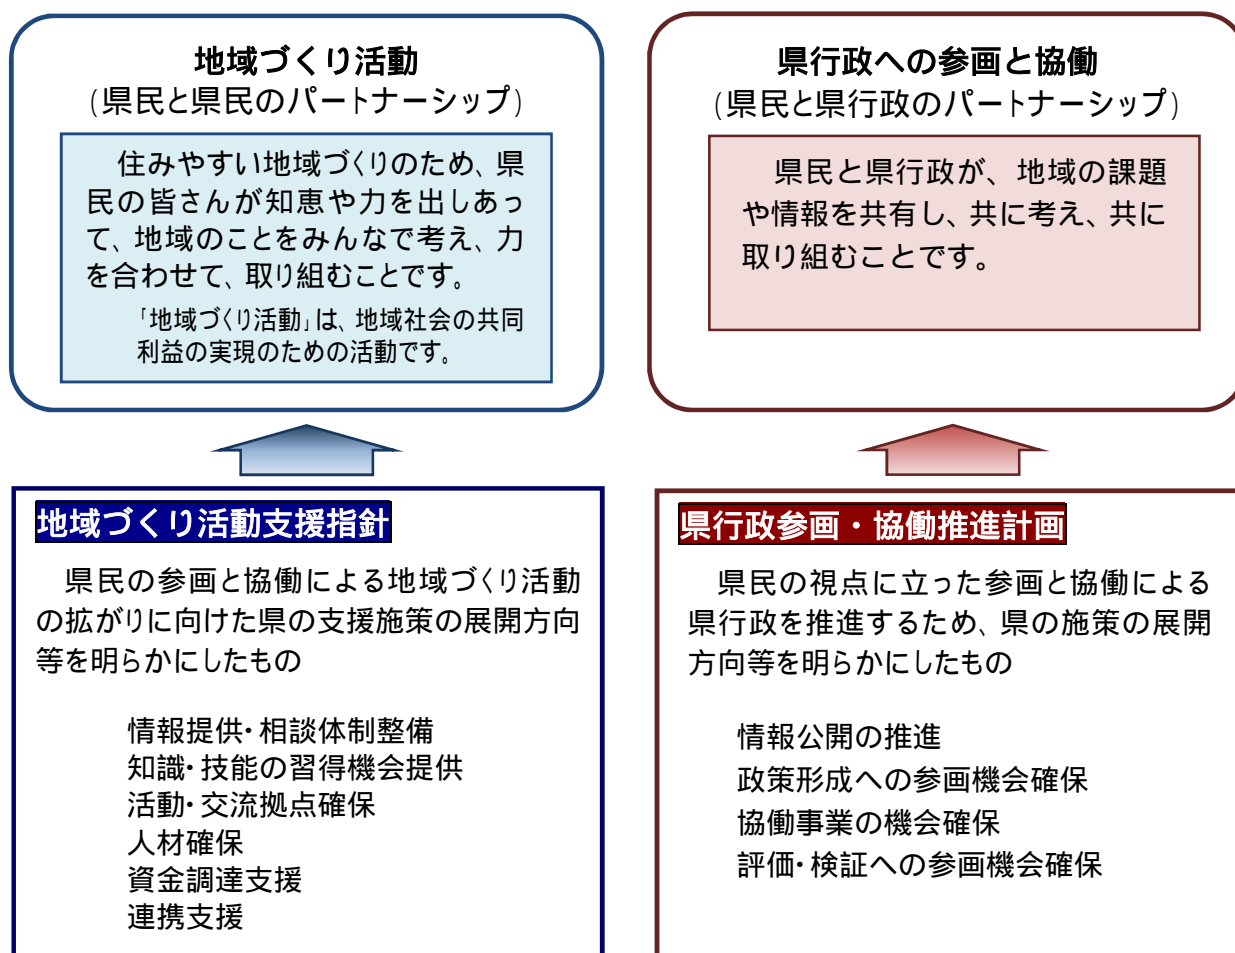 地域づくり活動
(県民と県民のパートナーシップ)
住みやすい地域づくりのため、県
民の皆さんが知恵や力を出しあっ
て、地域のことをみんなで考え、力
を合わせて、取り組むことです。
「地域づくり活動」は、地域社会の共同
利益の実現のための活動です。
県行政への参画と協働
(県民と県行政のパートナーシップ)
県民と県行政が、地域の課題
や情報を共有し、共に考え、共に
取り組むことです。
地域づくり活動支援指針
県民の参画と協働による地域づくり活動
の拡がりに向けた県の支援施策の展開方向
等を明らかにしたもの
情報提供・相談体制整備
知識・技能の習得機会提供
活動・交流拠点確保
人材確保
資金調達支援
連携支援
県行政参画・協働推進計画
県民の視点に立った参画と協働による
県行政を推進するため、県の施策の展開
方向等を明らかにしたもの
情報公開の推進
政策形成への参画機会確保
協働事業の機会確保
評価・検証への参画機会確保